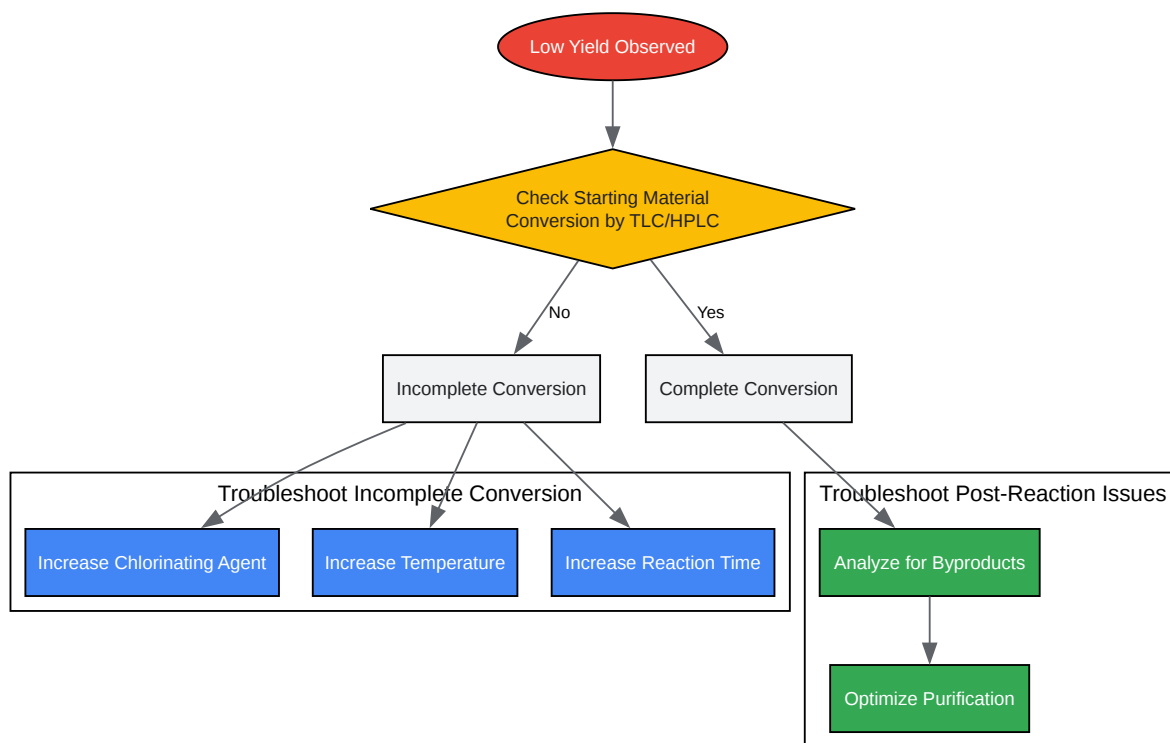 Low Yield Observed
Check Starting Material
Conversion by TLC/HPLC
No
Yes
Incomplete Conversion
Complete Conversion
Troubleshoot Incomplete Conversion
Troubleshoot Post-Reaction Issues
Increase Chlorinating Agent
Increase Temperature
Increase Reaction Time
Analyze for Byproducts
Optimize Purification